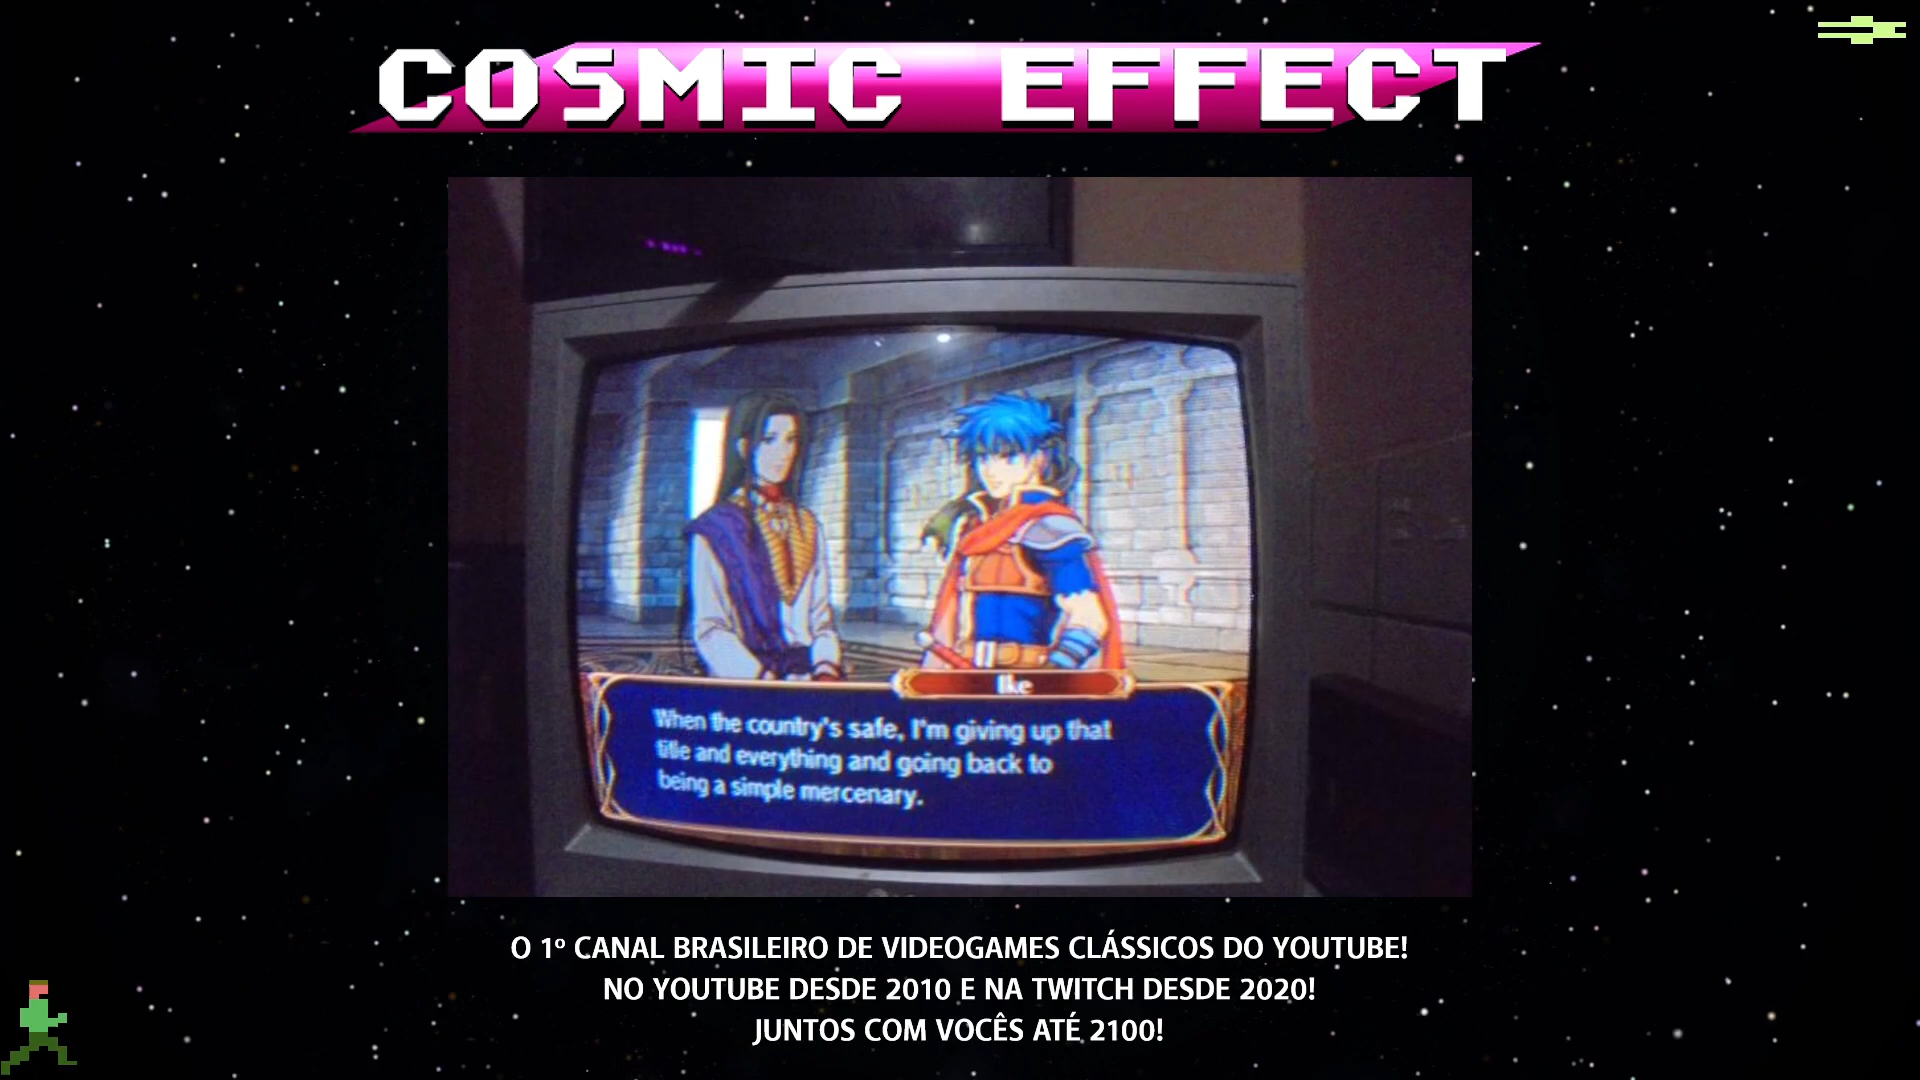 COSMIC EFFECT
Ike
When the country's safe, I'm giving up that
title and everything and going back to
being a simple mercenary.
O 1º CANAL BRASILEIRO DE VIDEOGAMES CLÁSSICOS DO YOUTUBE!
NO YOUTUBE DESDE 2010 E NA TWITCH DESDE 2020!
JUNTOS COM VOCÊS ATÉ 2100!